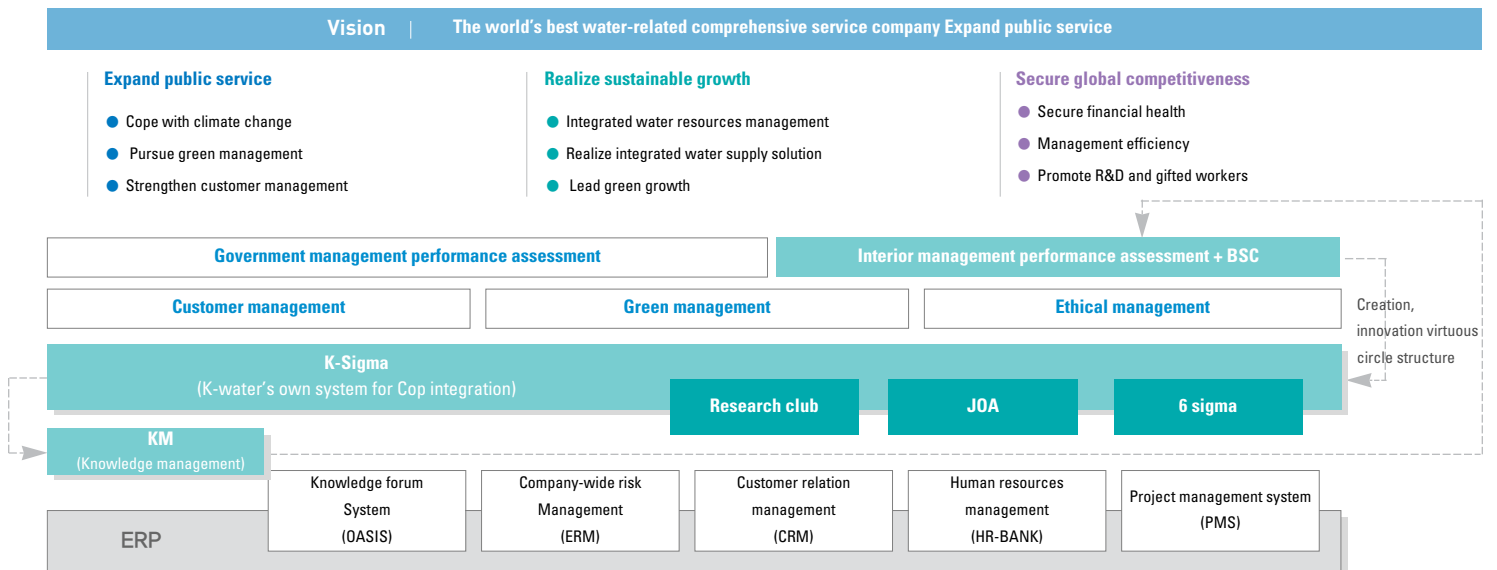 Vision | The world's best water-related comprehensive service company Expand public service
Expand public service
Cope with climate change
Pursue green management
Strengthen customer management
Realize sustainable growth
Integrated water resources management
Realize integrated water supply solution
Lead green growth
Secure global competitiveness
Secure financial health
Management efficiency
Promote R&D and gifted workers
Government management performance assessment
Interior management performance assessment + BSC
Customer management
Green management
Ethical management
Creation,
innovation virtuous
circle structure
K-Sigma
(K-water's own system for Cop integration)
Research club
JOA
6 sigma
KM
(Knowledge management)
ERP
Knowledge forum
System
(OASIS)
Company-wide risk
Management
(ERM)
Customer relation
management
(CRM)
Human resources
management
(HR-BANK)
Project management system
(PMS)